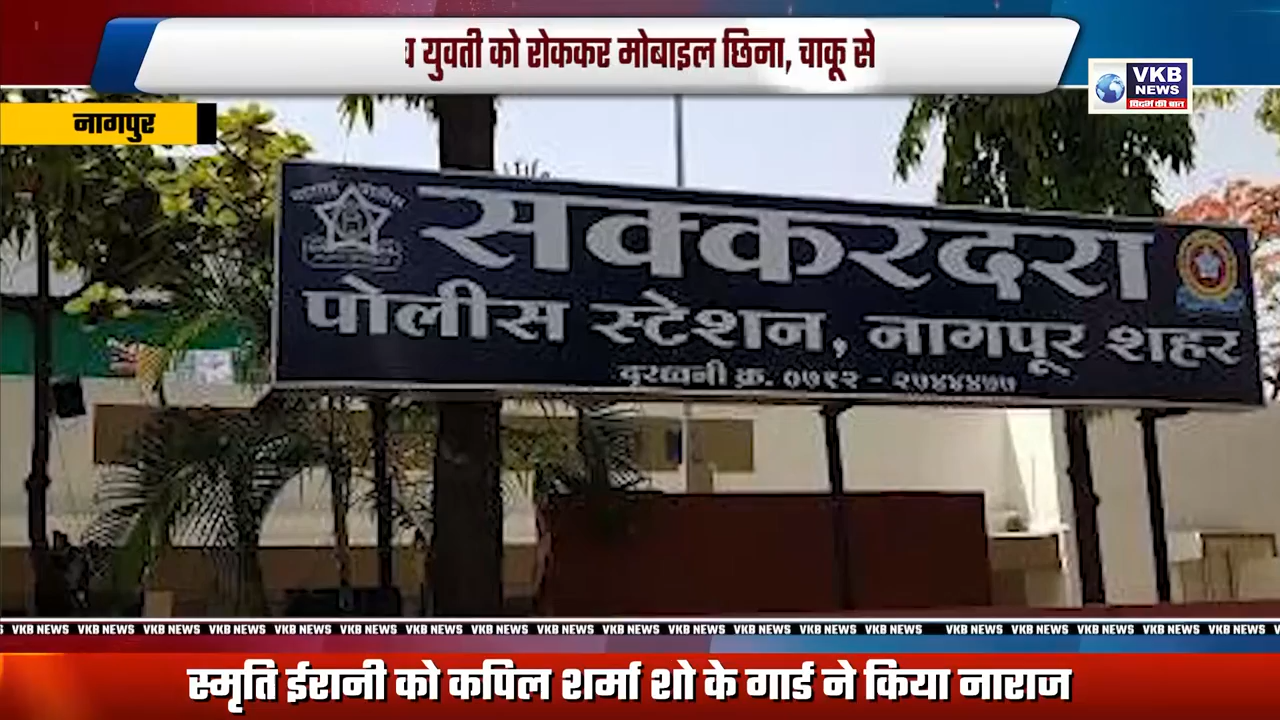 व युवती को रोककर मोबाइल छिना, चाकू से
VKB
NEWS
विदर्भ की बात
नागपुर
सक्करदरा
पोलीस स्टेशन, नागपूर शहर
दूरध्वनी क्र. ०७१२ - २७४४४७७
VKB NEWS VKB NEWS VKB NEWS VKB NEWS VKB NEWS VKB NEWS VKB NEWS VKB NEWS VKB NEWS VKB NEWS VKB NEWS VKB NEWS VKB NEWS VKB NEWS VKB NEWS VKB NEWS VKB NEWS VKB NEWS VKB NEWS
स्मृति ईरानी को कपिल शर्मा शो के गार्ड ने किया नाराज